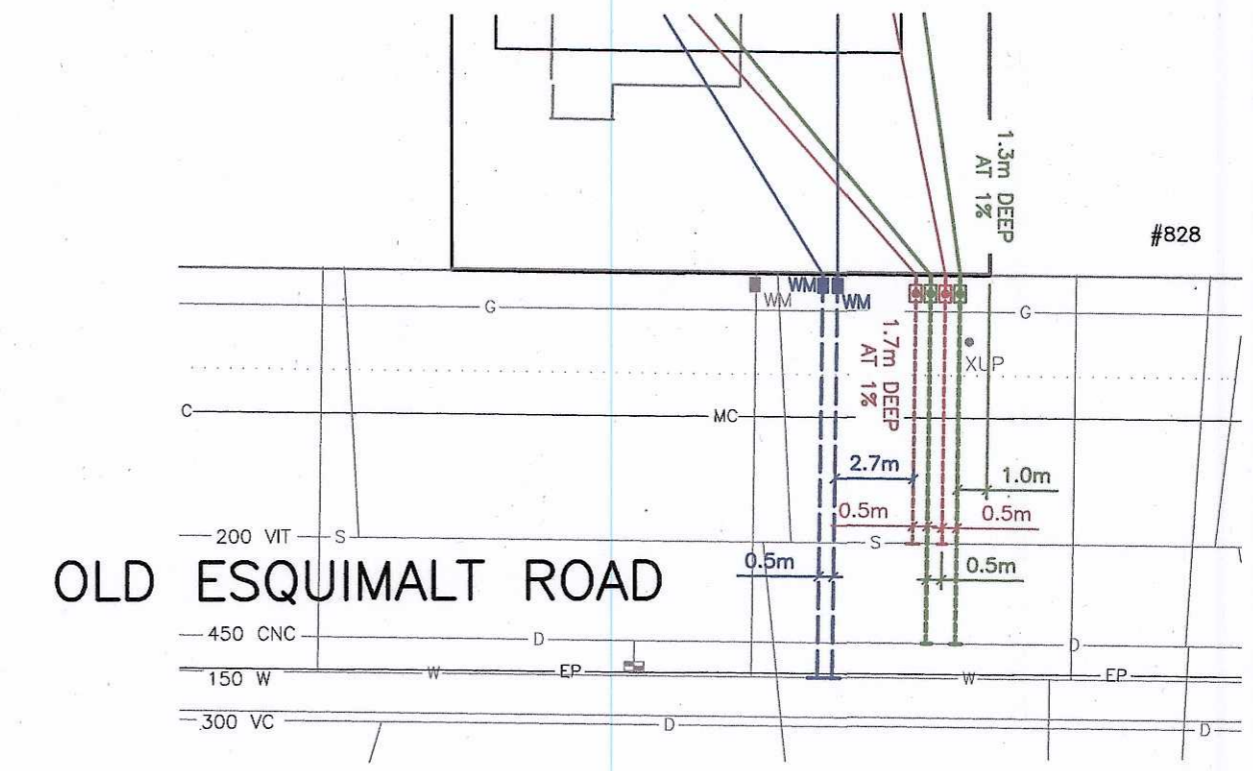 1.3m DEEP
AT 1%
#828
WM
WM
WM
G
G
1.7m DEEP
AT 1%
XUP
C
MC
2.7m
1.0m
0.5m
0.5m
200 VIT
S
S
0.5m
0.5m
OLD ESQUIMALT ROAD
450 CNC
D
D
150 W
W
EP
W
EP
300 VC
D
D